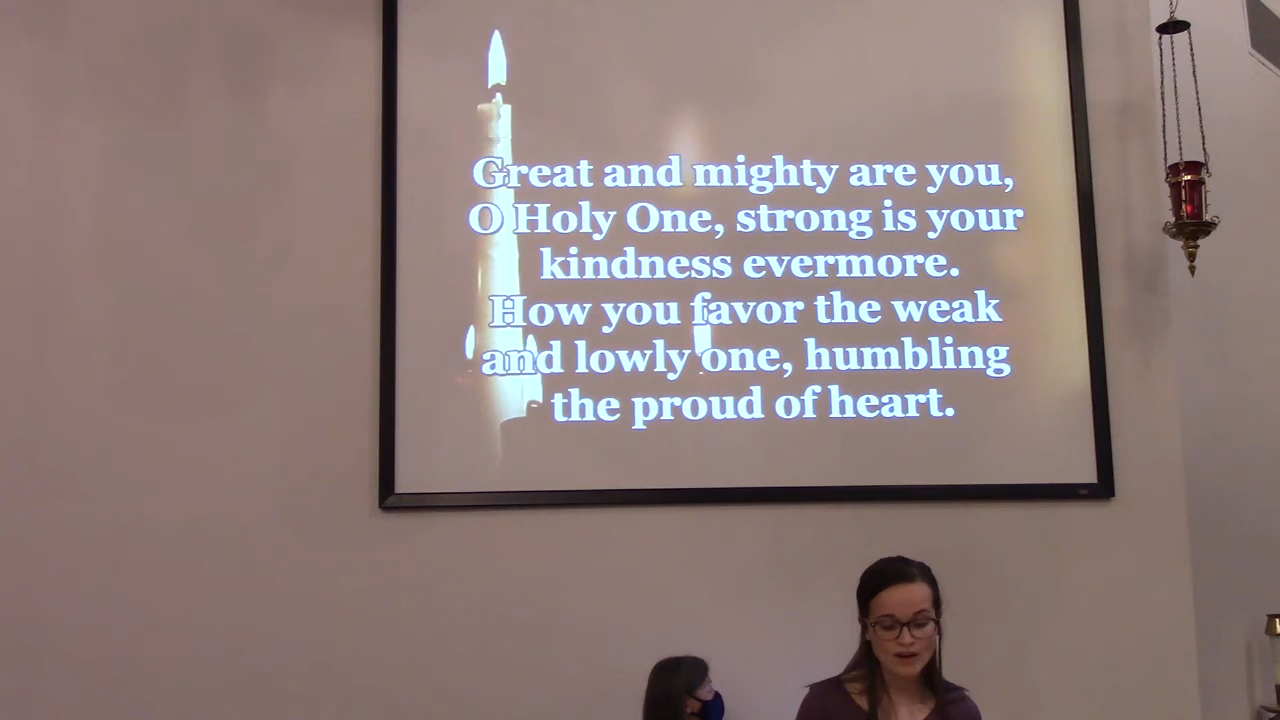 Great and mighty are you,
O Holy One, strong is your
kindness evermore.
How you favor the weak
and lowly one, humbling
the proud of heart.